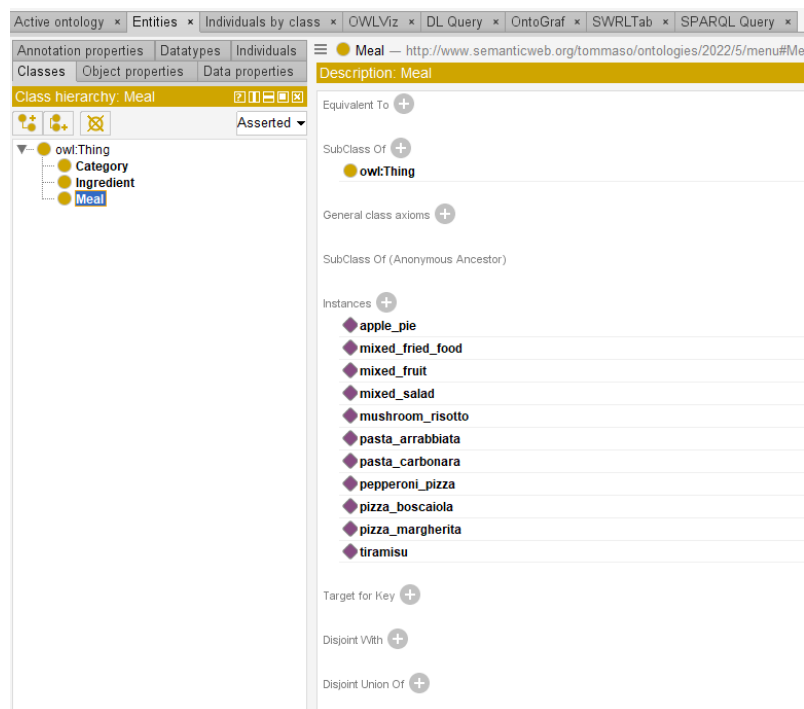 Active ontology × Entities × Individuals by class × OWLViz × DL Query × OntoGraf × SWRLTab × SPARQL Query ×
Annotation properties Datatypes Individuals
Classes Object properties Data properties
Class hierarchy: Meal
Asserted
owl:Thing
Category
Ingredient
Meal
Meal — http://www.semanticweb.org/tommaso/ontologies/2022/5/menu#Me
Description: Meal
Equivalent To
SubClass Of
owl:Thing
General class axioms
SubClass Of (Anonymous Ancestor)
Instances
apple_pie
mixed_fried_food
mixed_fruit
mixed_salad
mushroom_risotto
pasta_arrabbiata
pasta_carbonara
pepperoni_pizza
pizza_boscaiola
pizza_margherita
tiramisu
Target for Key
Disjoint With
Disjoint Union Of